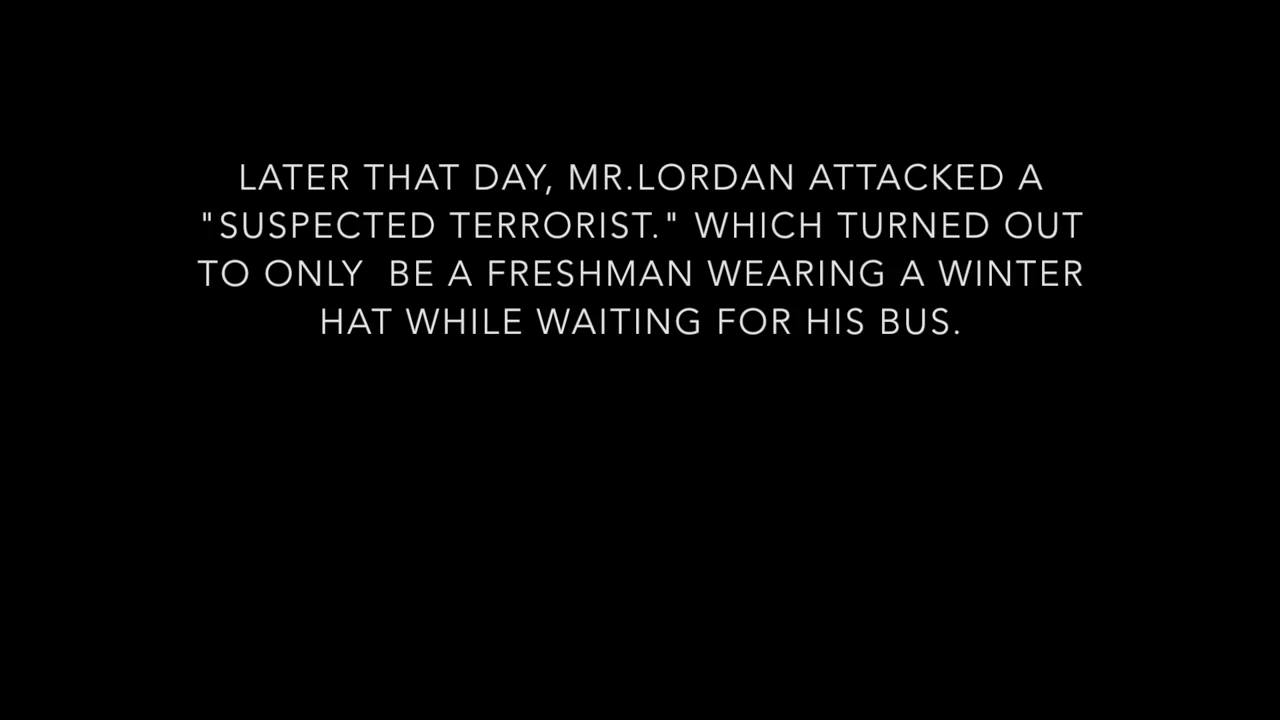 LATER THAT DAY, MR.LORDAN ATTACKED A
"SUSPECTED TERRORIST." WHICH TURNED OUT
TO ONLY  BE A FRESHMAN WEARING A WINTER
HAT WHILE WAITING FOR HIS BUS.